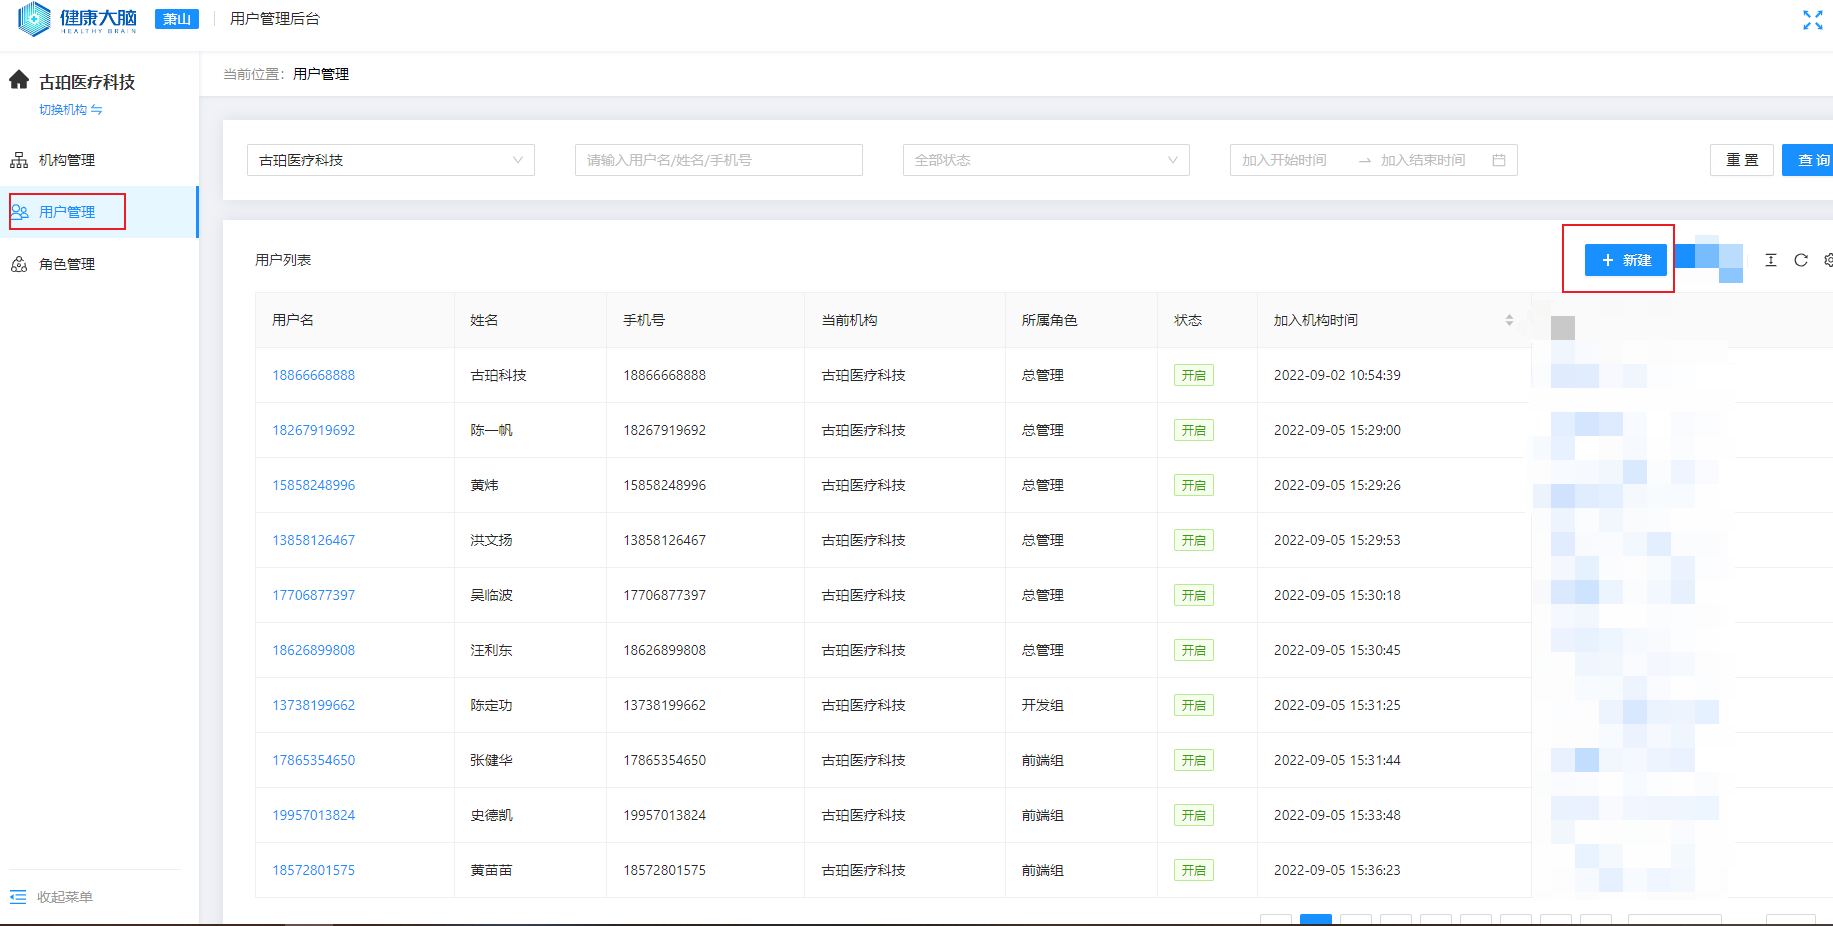 健康大脑 萧山 用户管理后台
HEALTHY BRAIN
古珀医疗科技
切换机构
机构管理
用户管理
角色管理
收起菜单
当前位置: 用户管理
古珀医疗科技 请输入用户名/姓名/手机号 全部状态 加入开始时间 → 加入结束时间 重 置 查 询
用户列表 + 新建
用户名 姓名 手机号 当前机构 所属角色 状态 加入机构时间
18866668888 古珀科技 18866668888 古珀医疗科技 总管理 开启 2022-09-02 10:54:39
18267919692 陈一帆 18267919692 古珀医疗科技 总管理 开启 2022-09-05 15:29:00
15858248996 黄炜 15858248996 古珀医疗科技 总管理 开启 2022-09-05 15:29:26
13858126467 洪文扬 13858126467 古珀医疗科技 总管理 开启 2022-09-05 15:29:53
17706877397 吴临波 17706877397 古珀医疗科技 总管理 开启 2022-09-05 15:30:18
18626899808 汪利东 18626899808 古珀医疗科技 总管理 开启 2022-09-05 15:30:45
13738199662 陈定功 13738199662 古珀医疗科技 开发组 开启 2022-09-05 15:31:25
17865354650 张健华 17865354650 古珀医疗科技 前端组 开启 2022-09-05 15:31:44
19957013824 史德凯 19957013824 古珀医疗科技 前端组 开启 2022-09-05 15:33:48
18572801575 黄苗苗 18572801575 古珀医疗科技 前端组 开启 2022-09-05 15:36:23